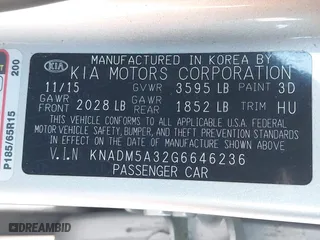 MANUFACTURED IN KOREA BY
KIA KIA MOTORS CORPORATION
11/15 GVWR 3595 LB PAINT 3D
GAWR FRONT 2028 LB GAWR REAR 1852 LB TRIM HU
THIS VEHICLE CONFORMS TO ALL APPLICABLE
U.S. FEDERAL MOTOR VEHICLE SAFETY,
BUMPER, AND THEFT PREVENTION STANDARDS
IN EFFECT ON THE DATE OF MANUFACTURE SHOWN ABOVE.
V.I.N KNADM5A32G6646236
PASSENGER CAR
P185/65R15
200
DREAMBID